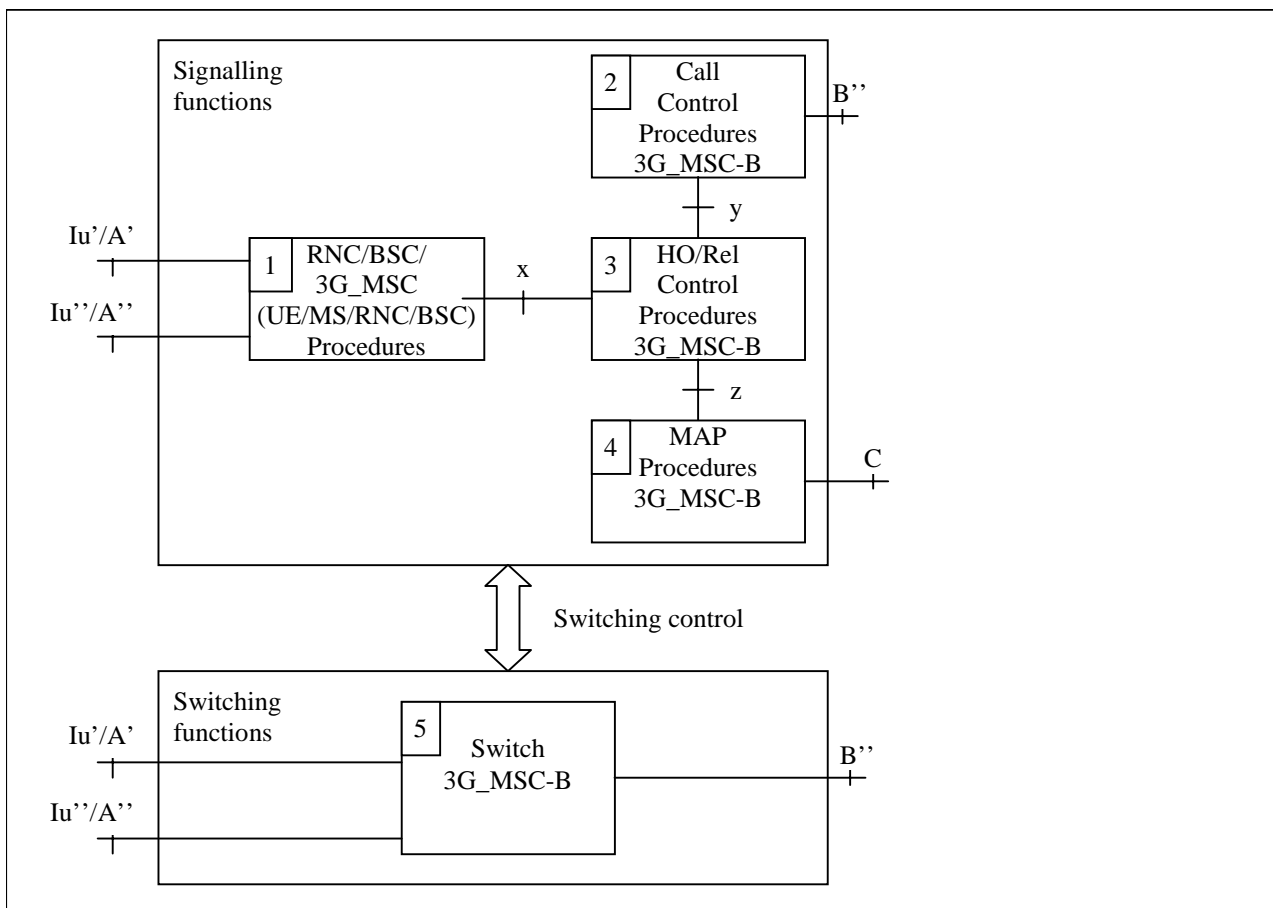 Signalling
functions
2
Call
Control
Procedures
3G_MSC-B
B’’
y
Iu’/A'
Iu’’/A’’
1
RNC/BSC/
3G_MSC
(UE/MS/RNC/BSC)
Procedures
x
3
HO/Rel
Control
Procedures
3G_MSC-B
z
4
MAP
Procedures
3G_MSC-B
C
Switching control
Switching
functions
Iu’/A'
Iu’’/A’’
5
Switch
3G_MSC-B
B’’